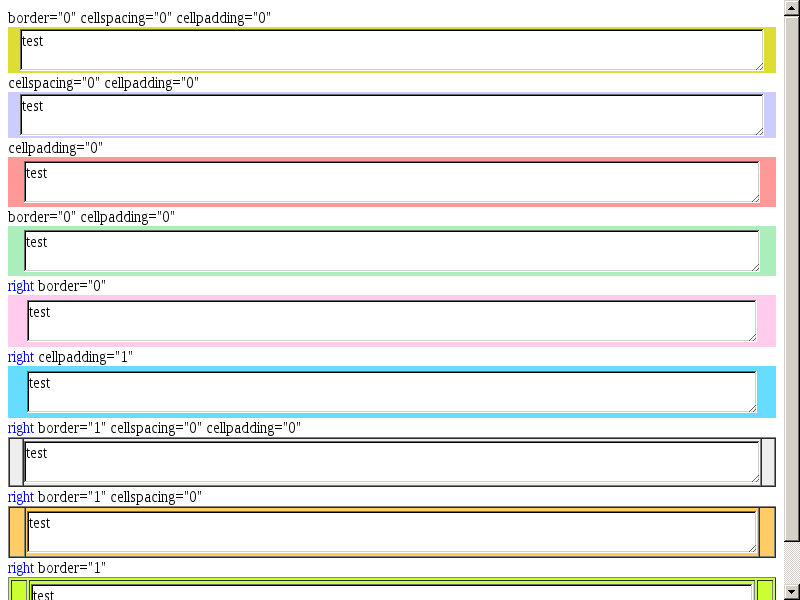 border="0" cellspacing="0" cellpadding="0"
test
cellspacing="0" cellpadding="0"
test
cellpadding="0"
test
border="0" cellpadding="0"
test
right border="0"
test
right cellpadding="1"
test
right border="1" cellspacing="0" cellpadding="0"
test
right border="1" cellspacing="0"
test
right border="1"
test